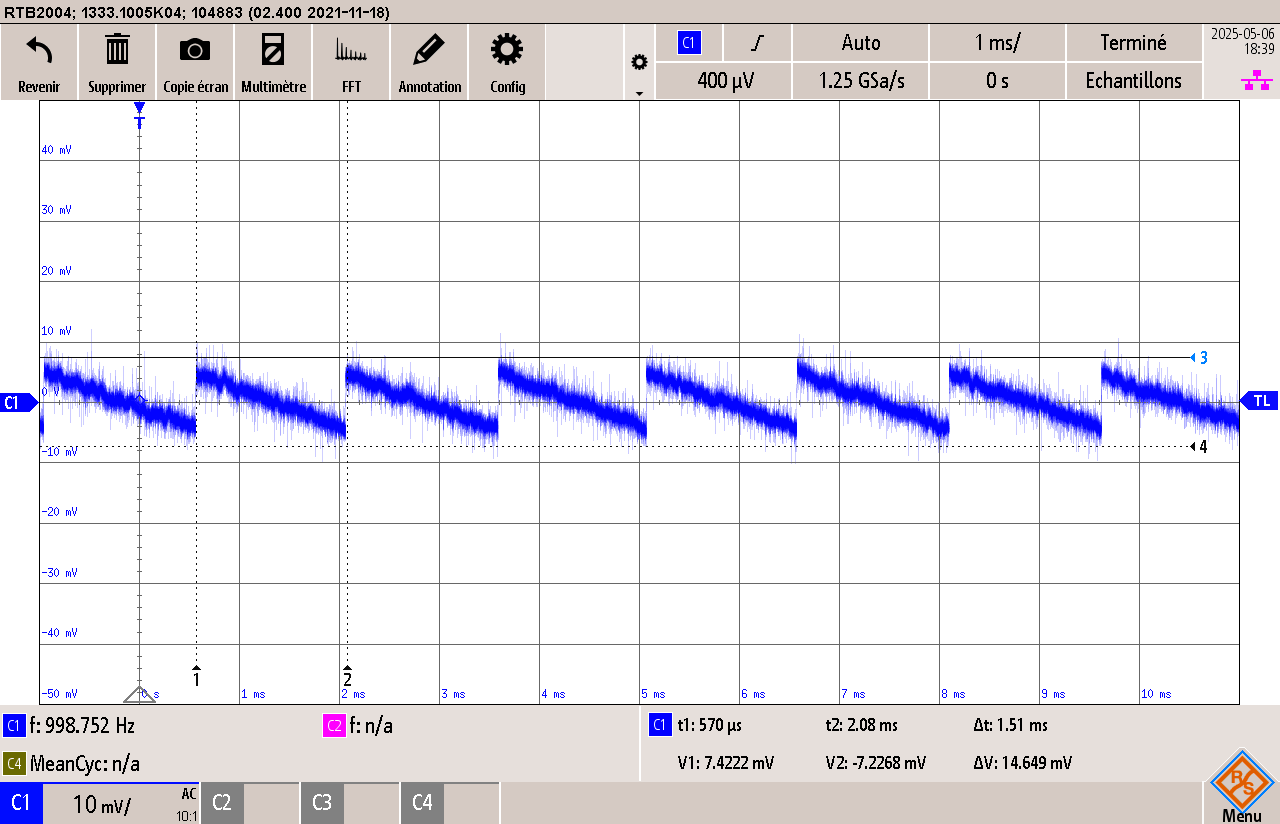 RTB2004; 1333.1005K04; 104883 (02.400 2021-11-18)
Revenir Supprimer Copie écran Multimètre FFT Annotation Config
C1 Auto 1 ms/ Terminé
400 µV 1.25 GSa/s 0 s Echantillons
2025-05-06
18:39
T
40 mV
30 mV
20 mV
10 mV
3
0 V
C1
TL
4
-10 mV
-20 mV
-30 mV
-40 mV
1 2
-50 mV 0 s 1 ms 2 ms 3 ms 4 ms 5 ms 6 ms 7 ms 8 ms 9 ms 10 ms
C1 f: 998.752 Hz C2 f: n/a
C4 MeanCyc: n/a
C1 t1: 570 µs t2: 2.08 ms Δt: 1.51 ms
V1: 7.4222 mV V2: -7.2268 mV ΔV: 14.649 mV
C1 10 mV/ AC
10:1
C2 C3 C4
R S
Menu